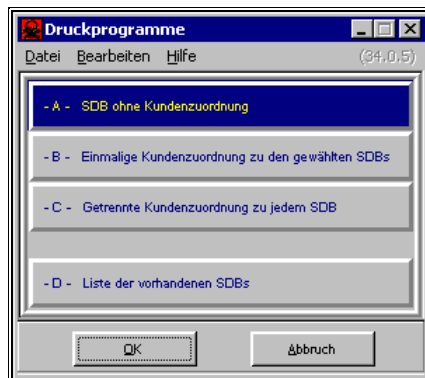 Druckprogramme
Datei Bearbeiten Hilfe (34.0.5)
- A - SDB ohne Kundenzuordnung
- B - Einmalige Kundenzuordnung zu den gewählten SDBs
- C - Getrennte Kundenzuordnung zu jedem SDB
- D - Liste der vorhandenen SDBs
OK Abbruch